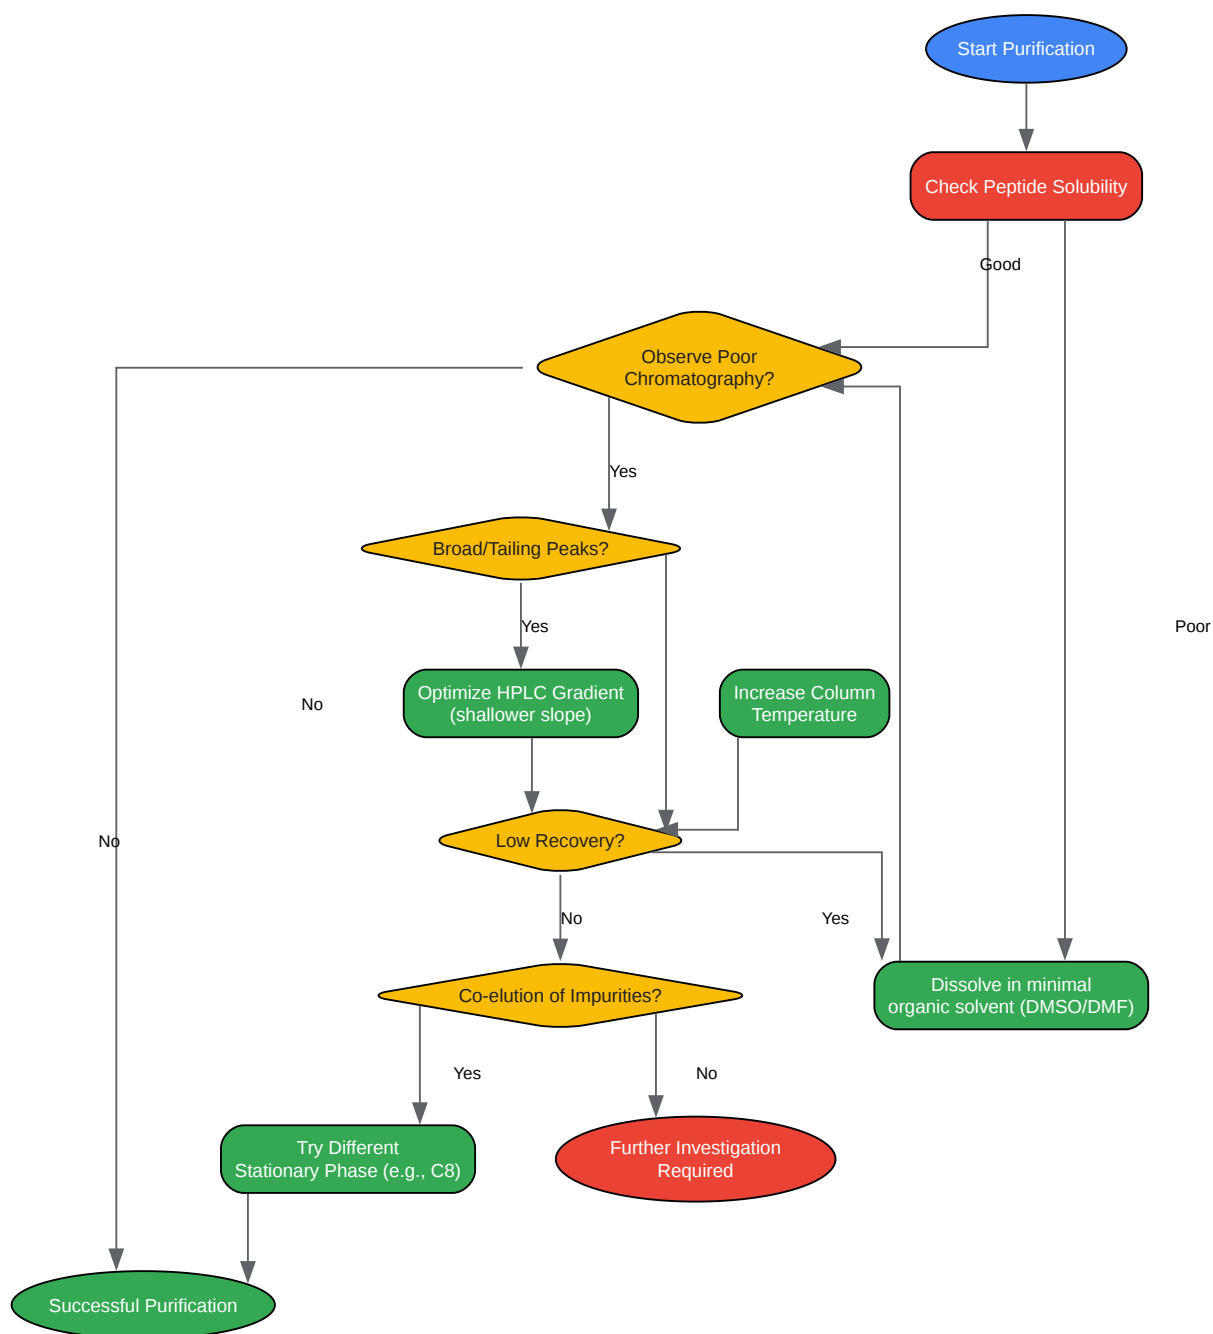 Start Purification
Check Peptide Solubility
Good
Observe Poor
Chromatography?
Yes
Broad/Tailing Peaks?
Yes
Poor
No
Optimize HPLC Gradient
(shallower slope)
Increase Column
Temperature
No
Low Recovery?
No
Yes
Co-elution of Impurities?
Dissolve in minimal
organic solvent (DMSO/DMF)
Yes
No
Try Different
Stationary Phase (e.g., C8)
Further Investigation
Required
Successful Purification